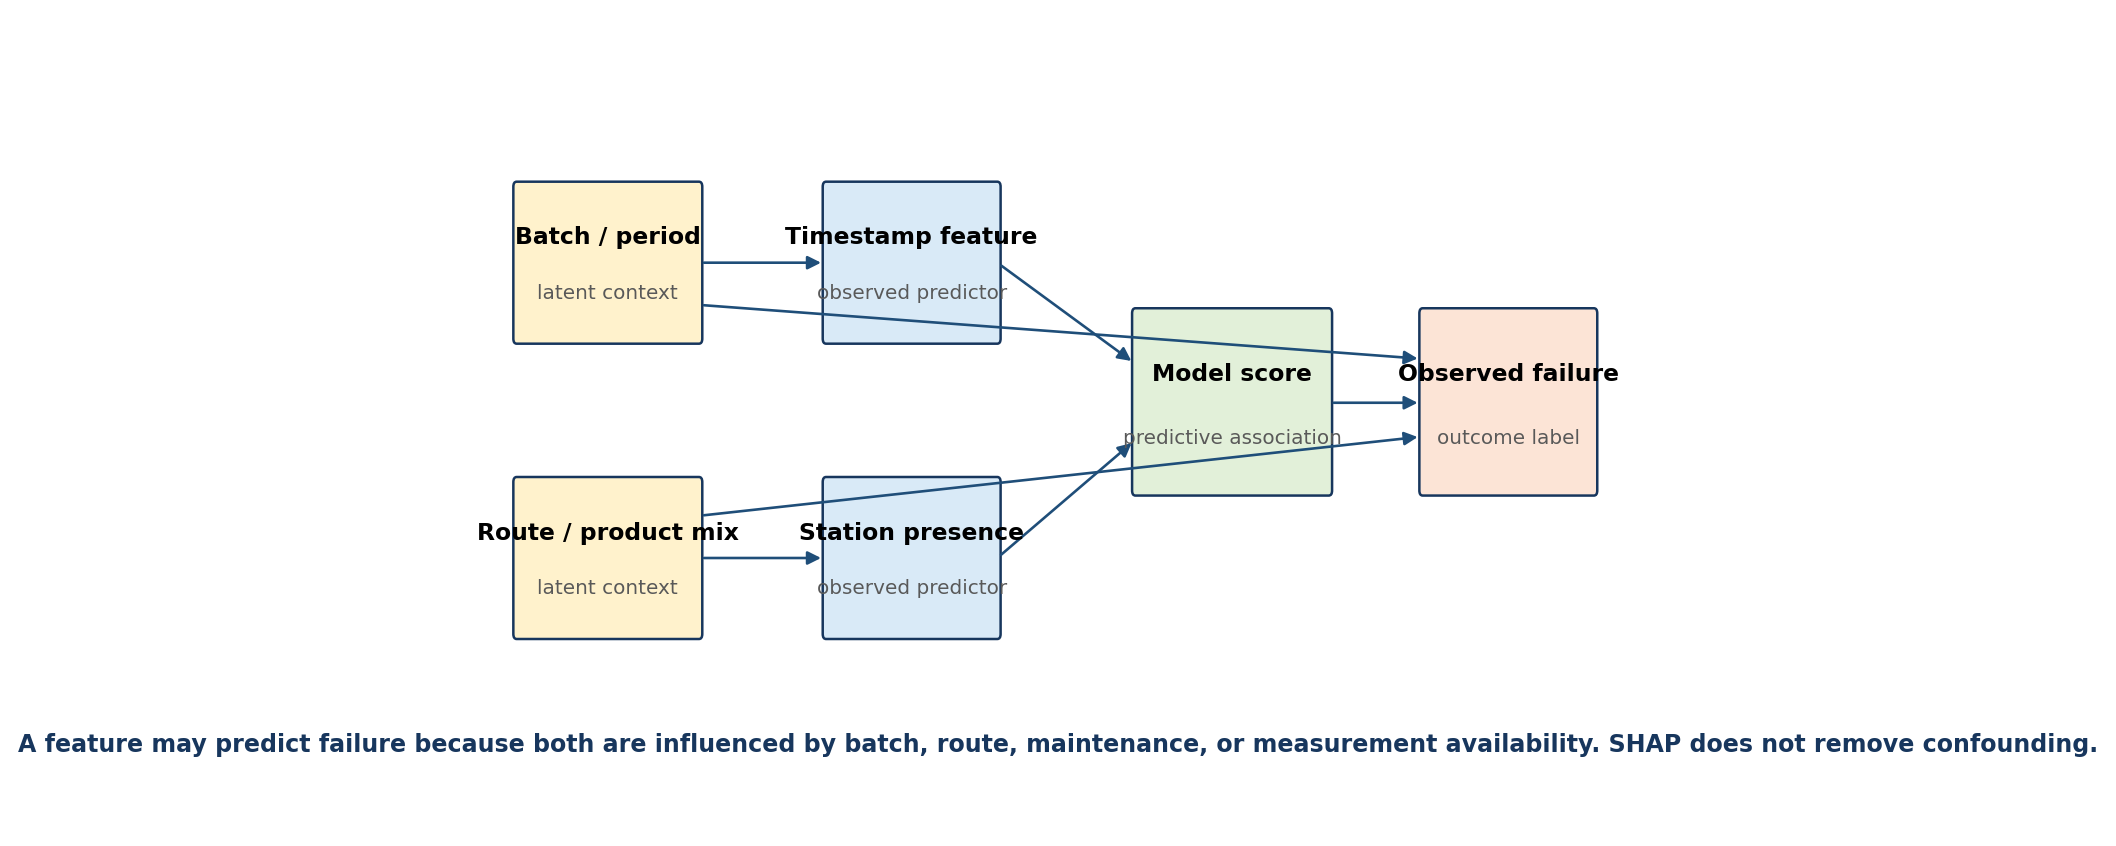 Batch / period
latent context
Timestamp feature
observed predictor
Route / product mix
latent context
Station presence
observed predictor
Model score
predictive association
Observed failure
outcome label
A feature may predict failure because both are influenced by batch, route, maintenance, or measurement availability. SHAP does not remove confounding.